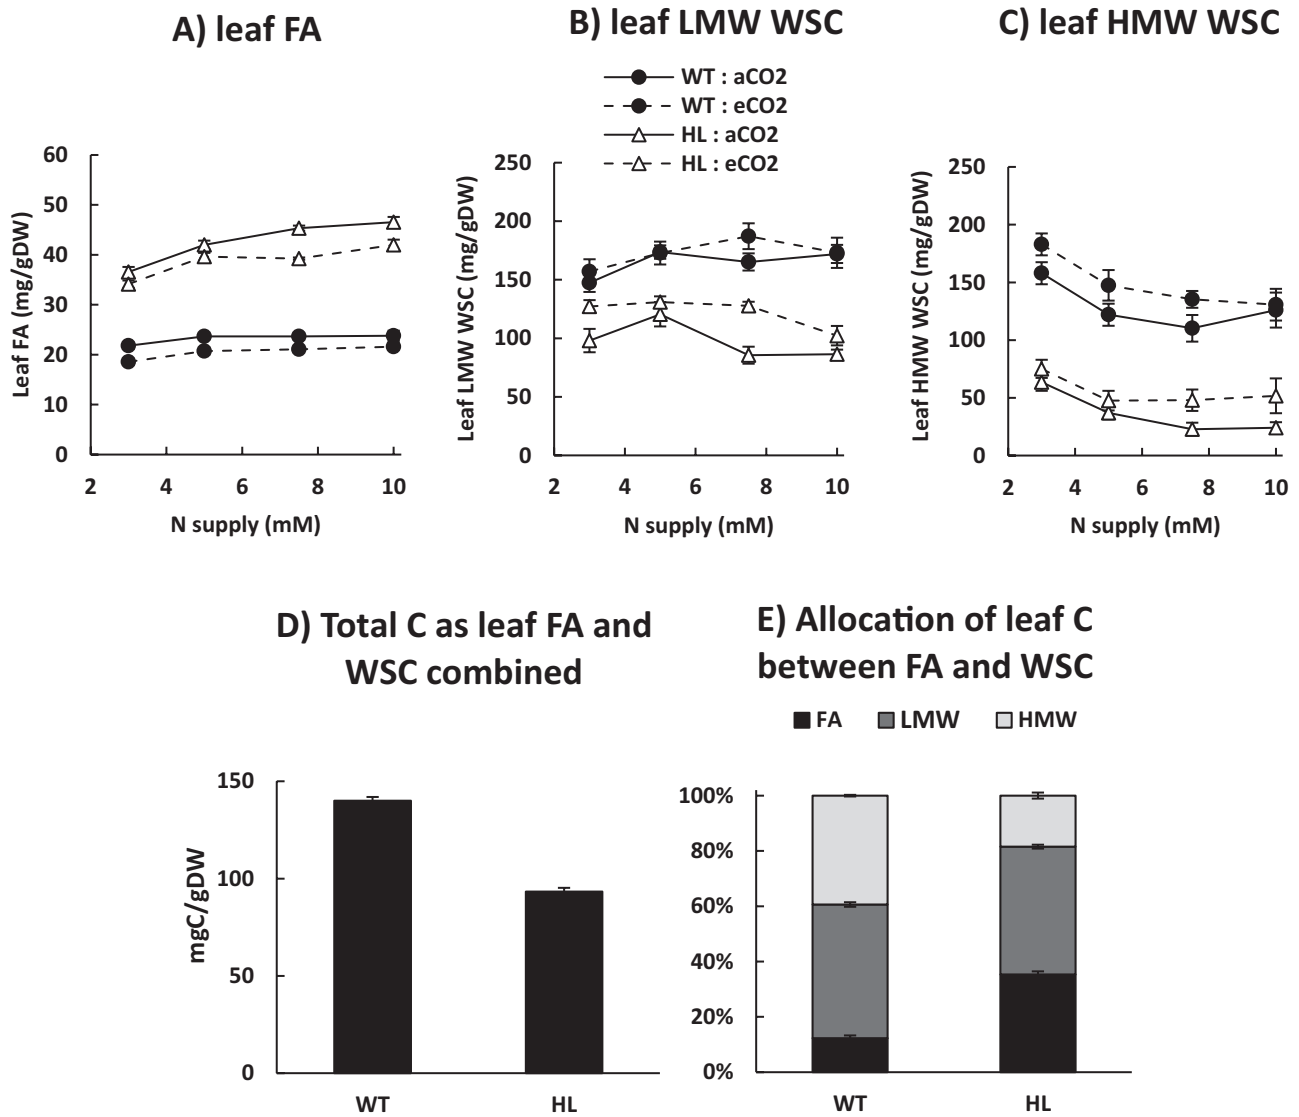 A) leaf FA
B) leaf LMW WSC
C) leaf HMW WSC
WT : aCO2
WT : eCO2
HL : aCO2
HL : eCO2
Leaf FA (mg/gDW)
60
50
40
30
20
10
0
2 4 6 8 10
N supply (mM)
Leaf LMW WSC (mg/gDW)
250
200
150
100
50
0
2 4 6 8 10
N supply (mM)
Leaf HMW WSC (mg/gDW)
250
200
150
100
50
0
2 4 6 8 10
N supply (mM)
D) Total C as leaf FA and
WSC combined
mgC/gDW
150
100
50
0
WT HL
E) Allocation of leaf C
between FA and WSC
FA LMW HMW
100%
80%
60%
40%
20%
0%
WT HL